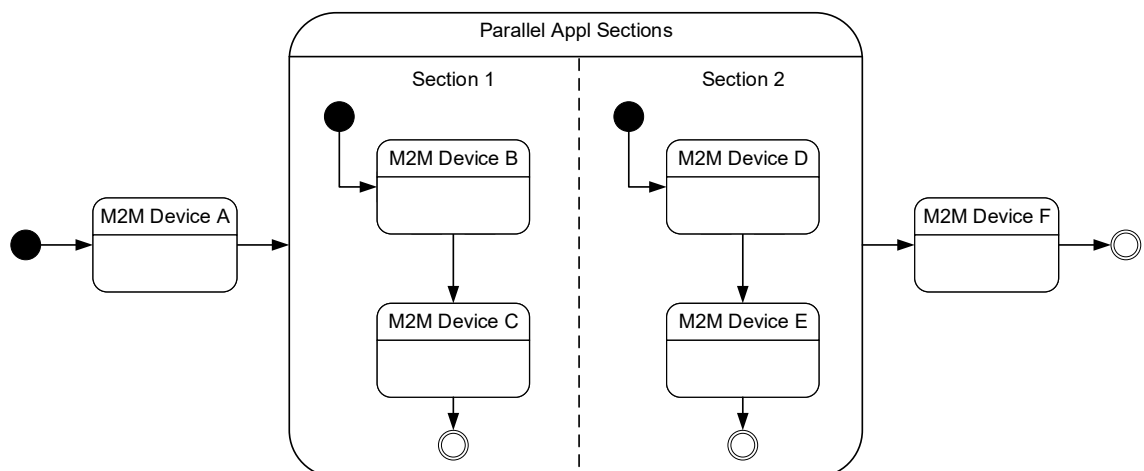 Parallel Appl Sections
Section 1
Section 2
M2M Device B
M2M Device D
M2M Device A
M2M Device F
M2M Device C
M2M Device E